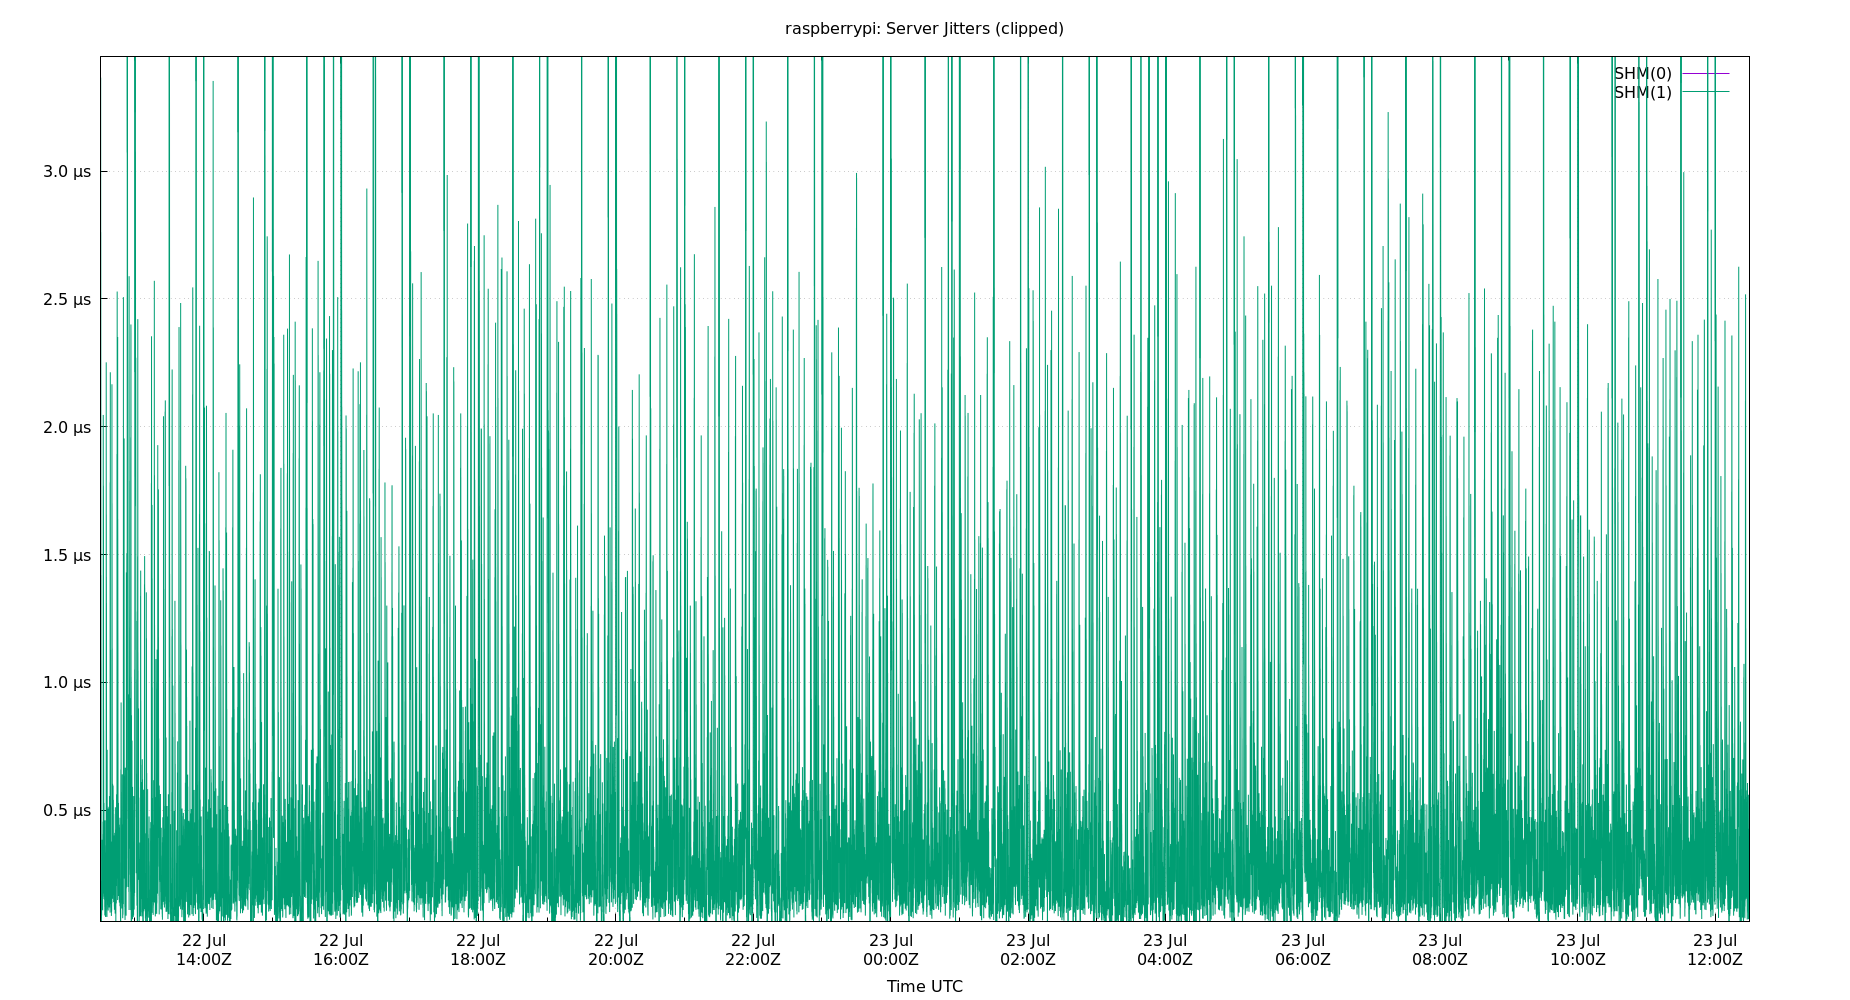 raspberrypi: Server Jitters (clipped)
SHM(0)
SHM(1)
3.0 µs
2.5 µs
2.0 µs
1.5 µs
1.0 µs
0.5 µs
22 Jul 22 Jul 22 Jul 22 Jul 22 Jul 23 Jul 23 Jul 23 Jul 23 Jul 23 Jul 23 Jul 23 Jul
14:00Z 16:00Z 18:00Z 20:00Z 22:00Z 00:00Z 02:00Z 04:00Z 06:00Z 08:00Z 10:00Z 12:00Z
Time UTC